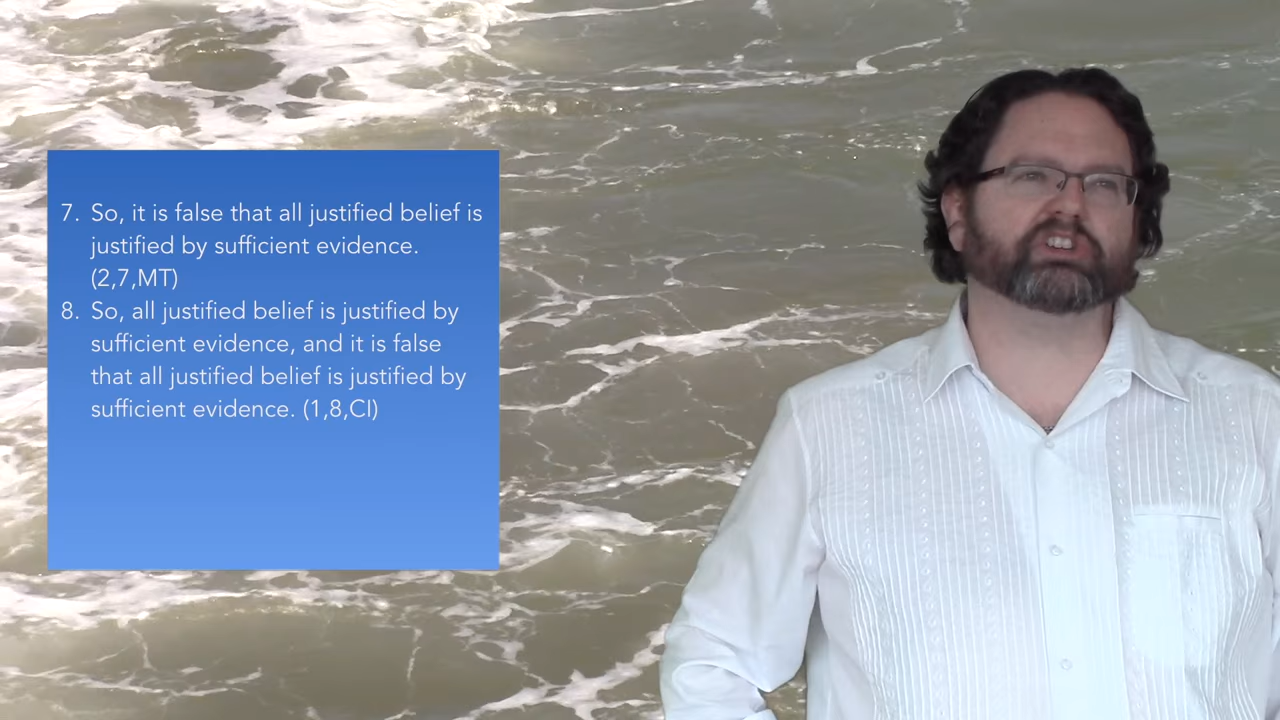 7. So, it is false that all justified belief is
justified by sufficient evidence.
(2,7,MT)
8. So, all justified belief is justified by
sufficient evidence, and it is false
that all justified belief is justified by
sufficient evidence. (1,8,CI)